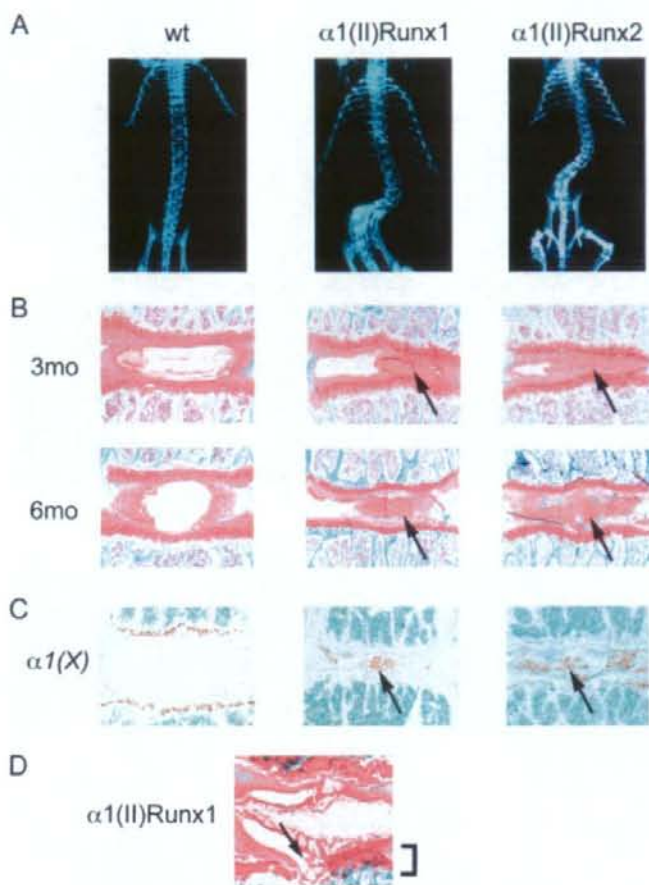 A
wt α1(II)Runx1 α1(II)Runx2
B
3mo
6mo
C
α1(X)
D
α1(II)Runx1